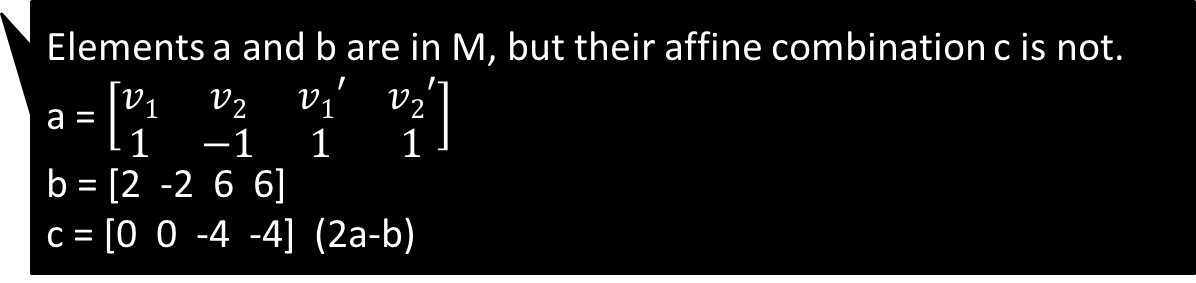 Elements a and b are in M, but their affine combination c is not.
a = [v₁ v₂ v₁′ v₂′
1 −1 1 1]
b = [2 -2 6 6]
c = [0 0 -4 -4] (2a-b)